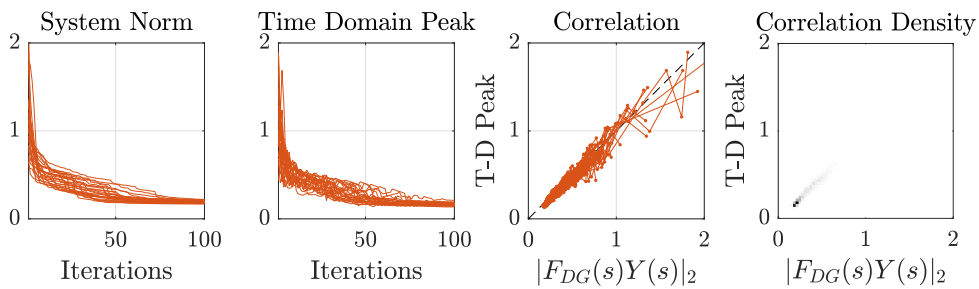 System Norm
2
1
0
50
100
Iterations
Time Domain Peak
2
1
0
50
100
Iterations
Correlation
T-D Peak
2
1
0
0
1
2
|F_{DG}(s)Y(s)|_2
Correlation Density
T-D Peak
2
1
0
0
1
2
|F_{DG}(s)Y(s)|_2